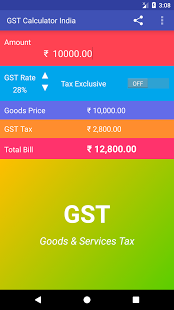 3:08
GST Calculator India
Amount
₹ 10000.00
GST Rate
28%
Tax Exclusive
OFF
Goods Price
₹ 10,000.00
GST Tax
₹ 2,800.00
Total Bill
₹ 12,800.00
GST
Goods & Services Tax